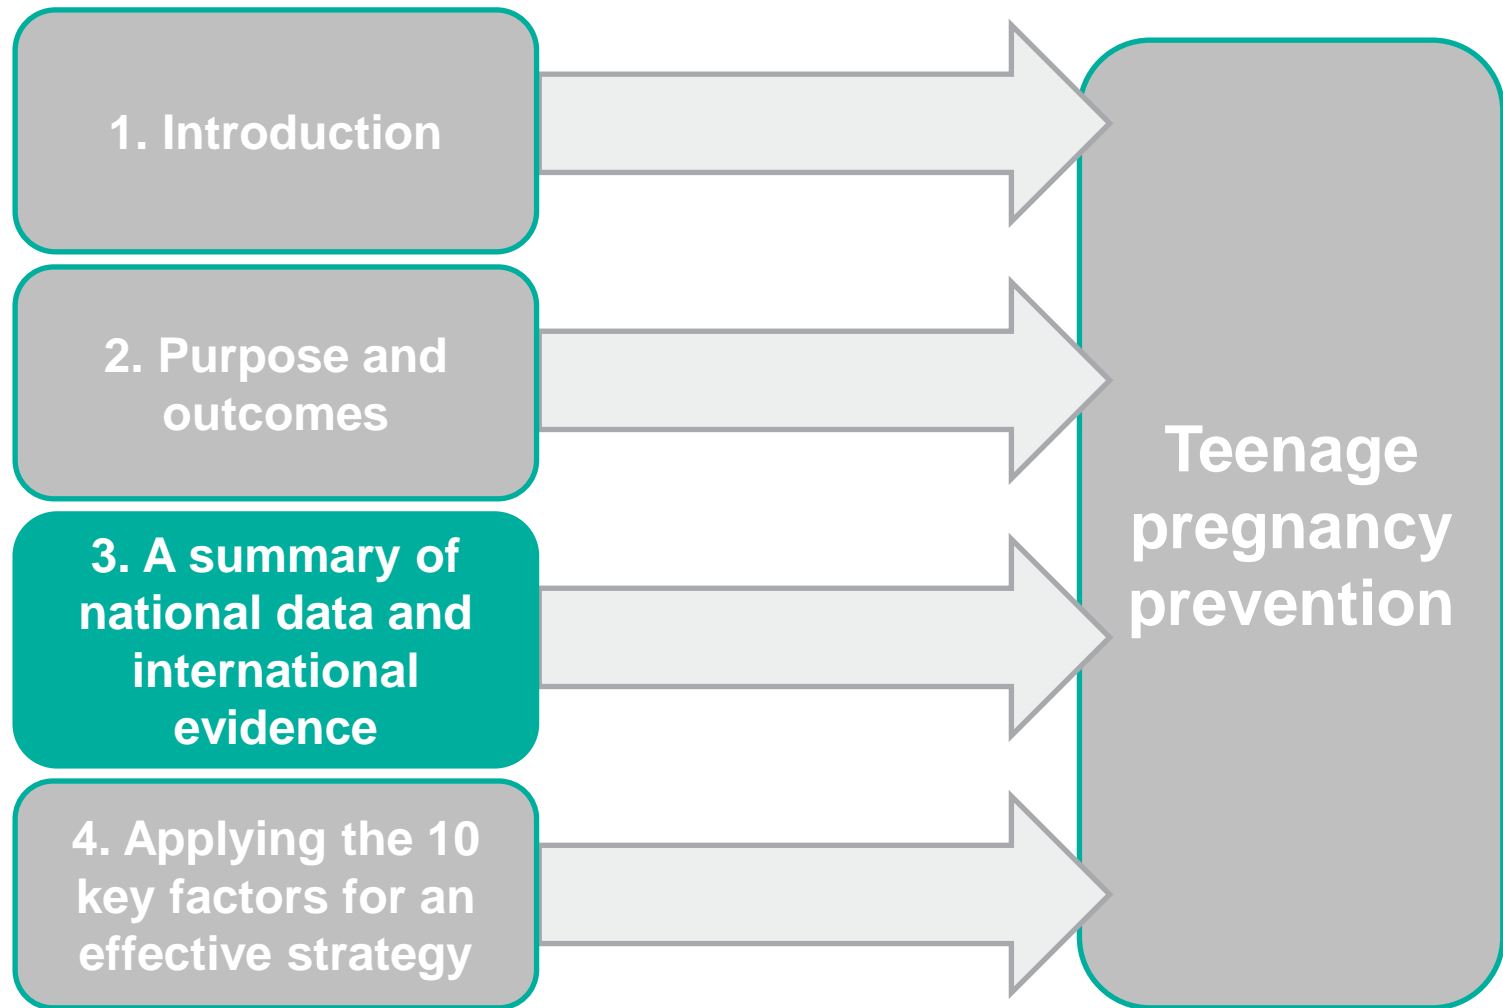 1. Introduction
2. Purpose and
outcomes
3. A summary of
national data and
international
evidence
4. Applying the 10
key factors for an
effective strategy
Teenage
pregnancy
prevention